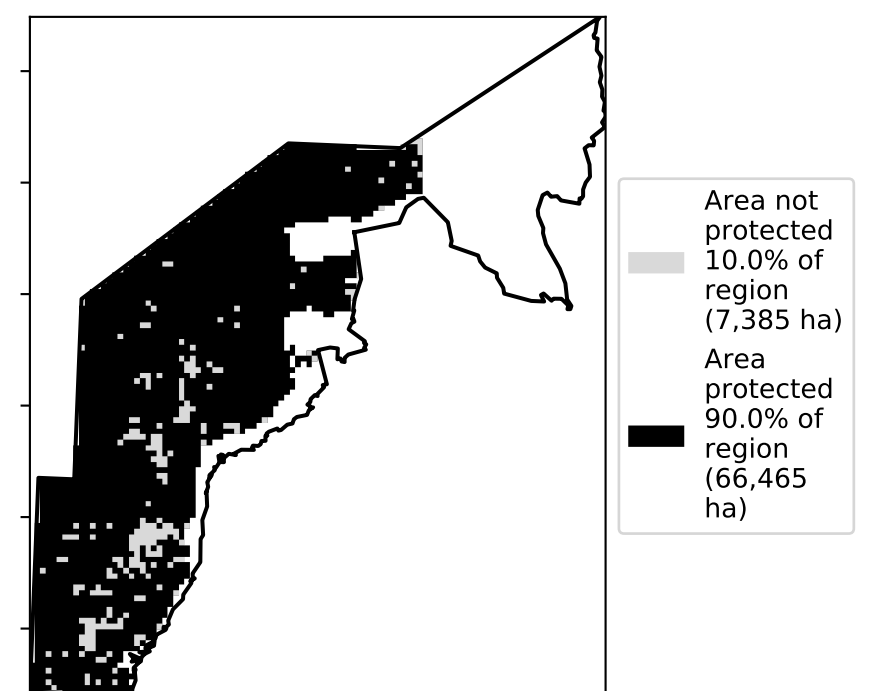 Area not
protected
10.0% of
region
(7,385 ha)
Area
protected
90.0% of
region
(66,465
ha)